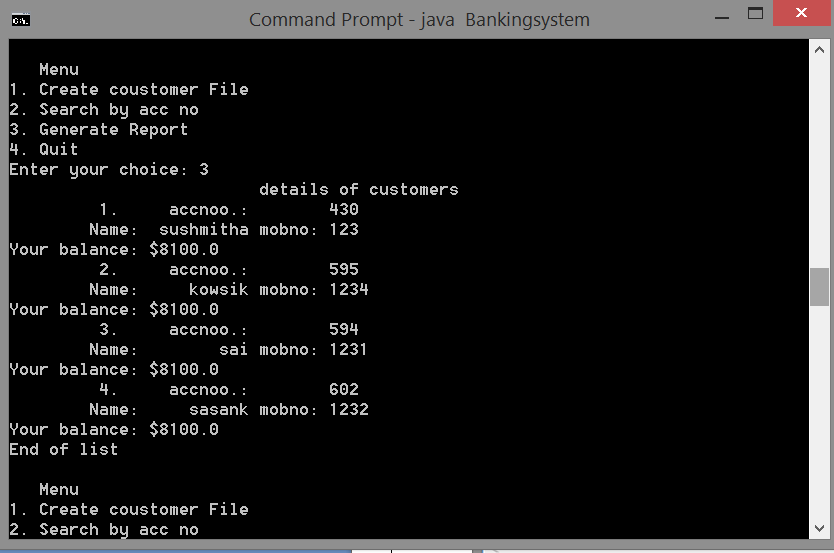 Command Prompt - java Bankingsystem
Menu
1. Create coustomer File
2. Search by acc no
3. Generate Report
4. Quit
Enter your choice: 3
details of customers
1. accnoo.: 430
Name: sushmitha mobno: 123
Your balance: $8100.0
2. accnoo.: 595
Name: kowsik mobno: 1234
Your balance: $8100.0
3. accnoo.: 594
Name: sai mobno: 1231
Your balance: $8100.0
4. accnoo.: 602
Name: sasank mobno: 1232
Your balance: $8100.0
End of list
Menu
1. Create coustomer File
2. Search by acc no